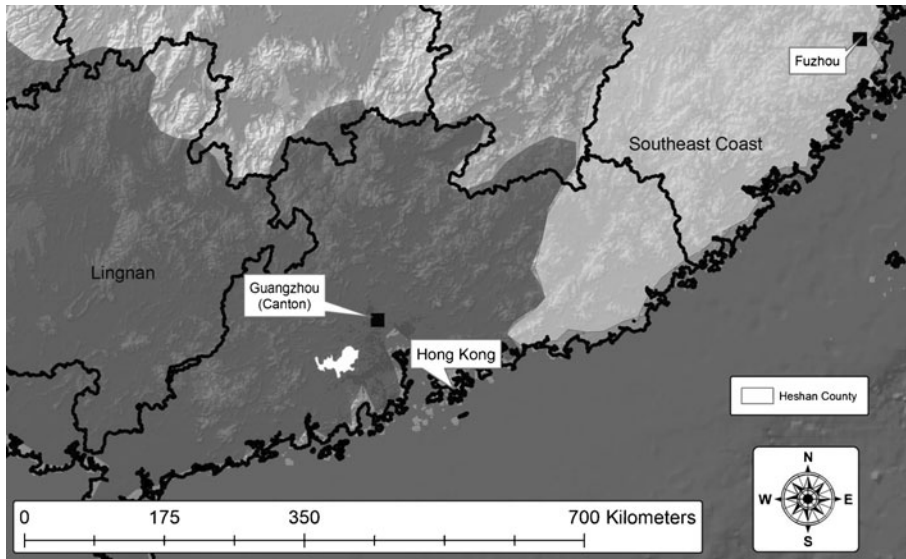 Fuzhou
Southeast Coast
Lingnan
Guangzhou
(Canton)
Hong Kong
Heshan County
N
W E
S
0 175 350 700 Kilometers